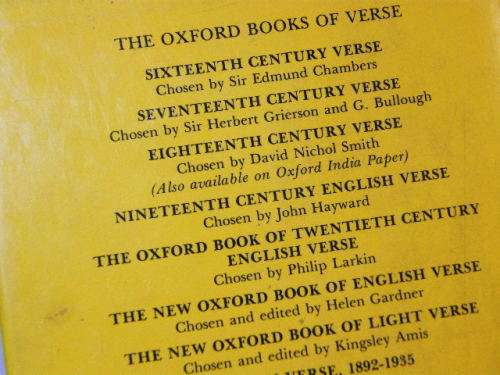 THE OXFORD BOOKS OF VERSE
SIXTEENTH CENTURY VERSE
Chosen by Sir Edmund Chambers
SEVENTEENTH CENTURY VERSE
Chosen by Sir Herbert Grierson and G. Bullough
EIGHTEENTH CENTURY VERSE
Chosen by David Nichol Smith
(Also available on Oxford India Paper)
NINETEENTH CENTURY ENGLISH VERSE
Chosen by John Hayward
THE OXFORD BOOK OF TWENTIETH CENTURY
ENGLISH VERSE
Chosen by Philip Larkin
THE NEW OXFORD BOOK OF ENGLISH VERSE
Chosen and edited by Helen Gardner
THE NEW OXFORD BOOK OF LIGHT VERSE
Chosen and edited by Kingsley Amis
VERSE, 1892-1935